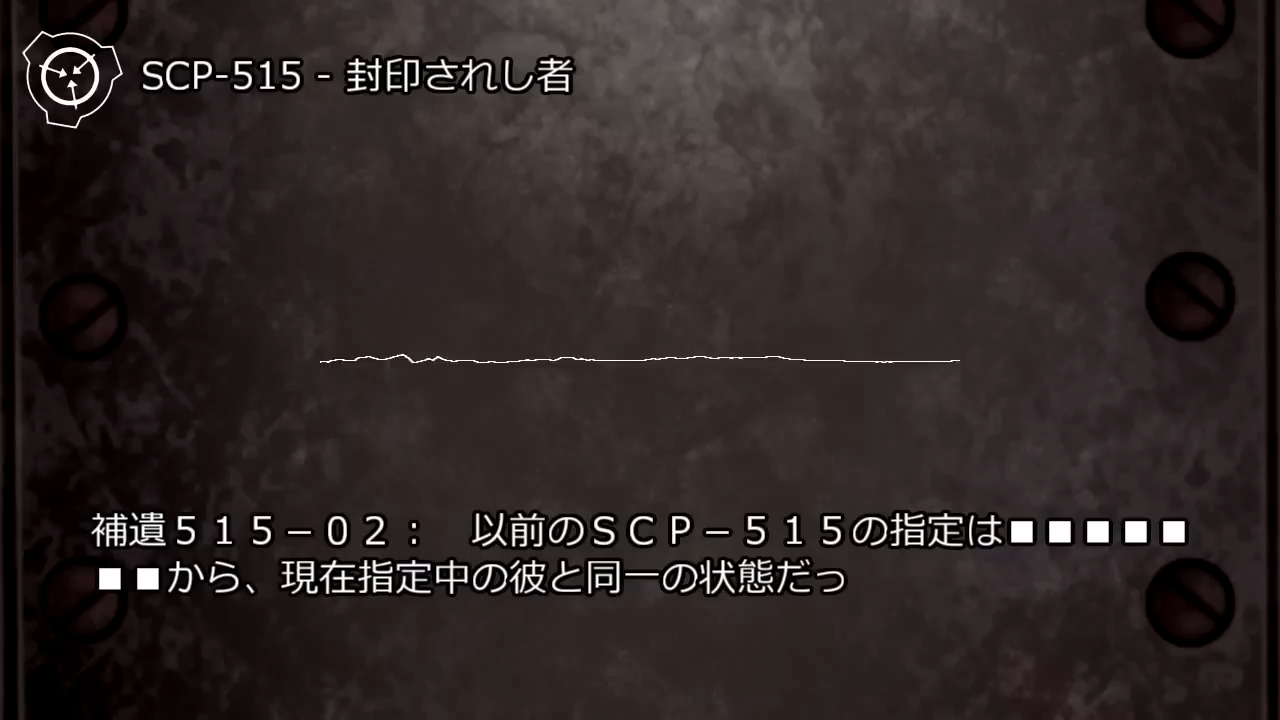 SCP-515 - 封印されし者
補遺５１５－０２：　以前のＳＣＰ－５１５の指定は■■■■■
■■から、現在指定中の彼と同一の状態だっ